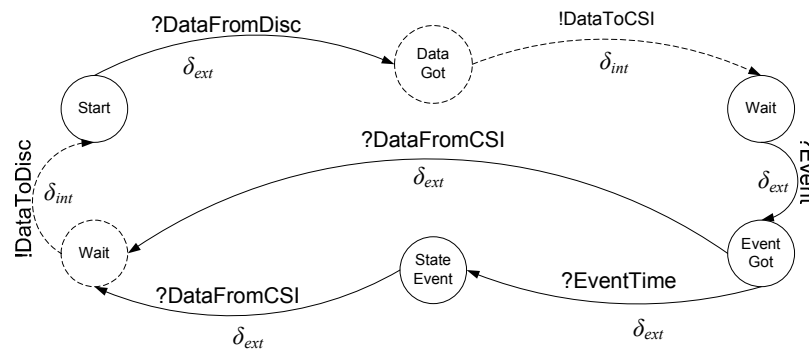 ?DataFromDisc
!DataToCSI
δext
Data
Got
δint
Start
Wait
?DataFromCSI
?Event
!DataToDisc
δext
δext
δint
Wait
State
Event
Event
Got
?EventTime
?DataFromCSI
δext
δext